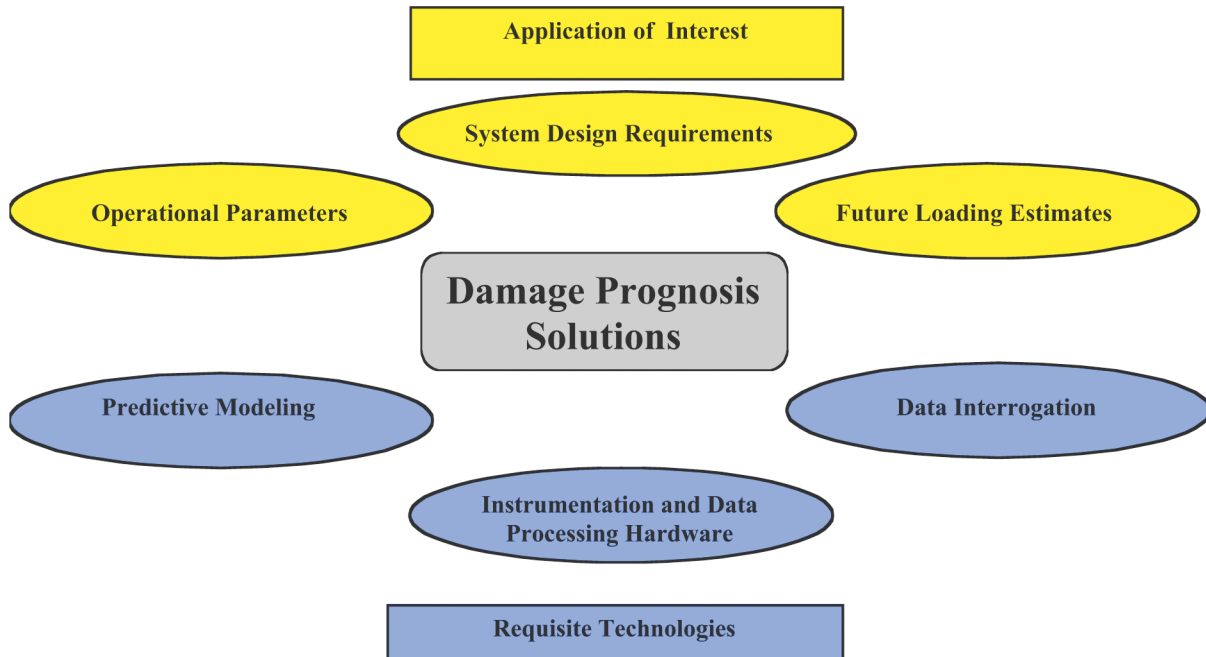 Application of Interest
System Design Requirements
Operational Parameters
Future Loading Estimates
Damage Prognosis
Solutions
Predictive Modeling
Data Interrogation
Instrumentation and Data
Processing Hardware
Requisite Technologies